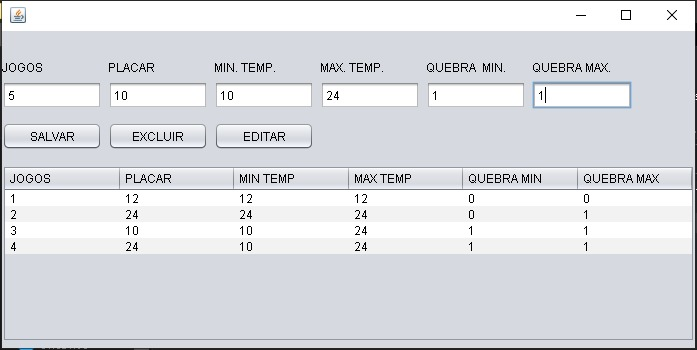 JOGOS PLACAR MIN. TEMP. MAX. TEMP. QUEBRA MIN. QUEBRA MAX.
5 10 10 24 1 1
SALVAR EXCLUIR EDITAR
JOGOS PLACAR MIN TEMP MAX TEMP QUEBRA MIN QUEBRA MAX
1 12 12 12 0 0
2 24 24 24 0 1
3 10 10 24 1 1
4 24 10 24 1 1